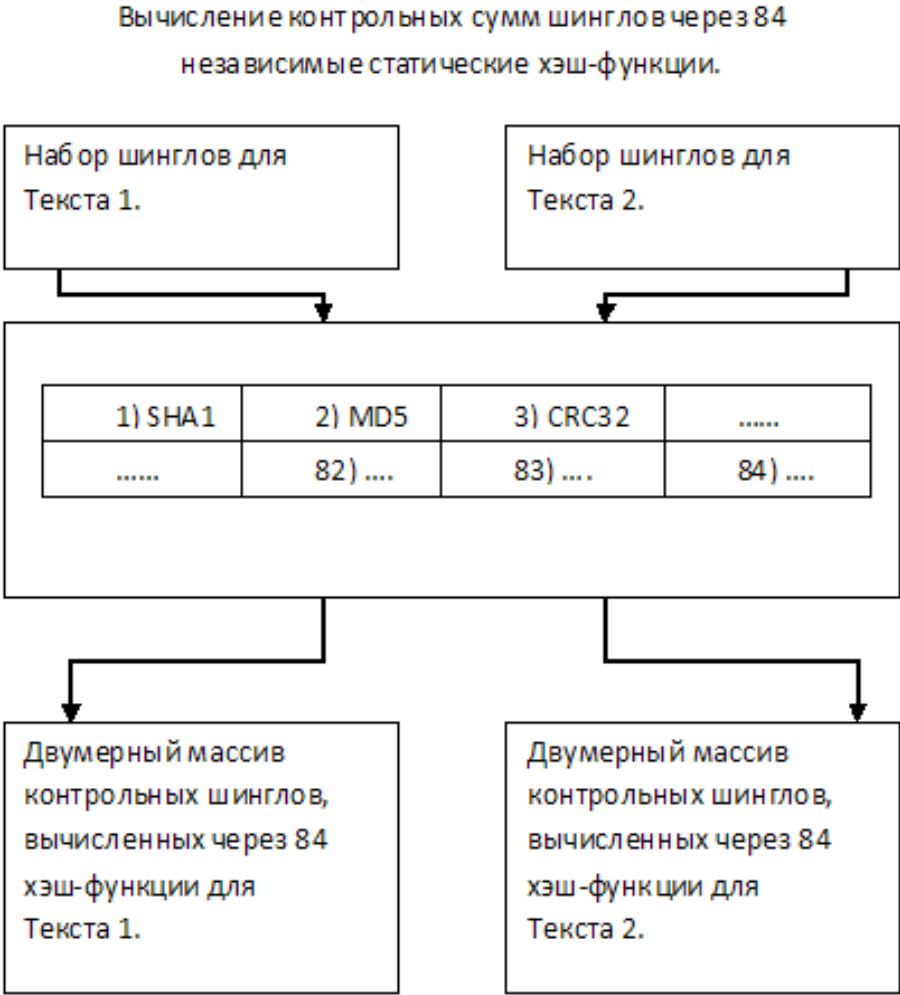 Вычисление контрольных сумм шинглов через 84
независимые статические хэш-функции.
Набор шинглов для
Текста 1.
Набор шинглов для
Текста 2.
1) SHA1 2) MD5 3) CRC32 ......
...... 82) .... 83) .... 84) ....
Двумерный массив
контрольных шинглов,
вычисленных через 84
хэш-функции для
Текста 1.
Двумерный массив
контрольных шинглов,
вычисленных через 84
хэш-функции для
Текста 2.